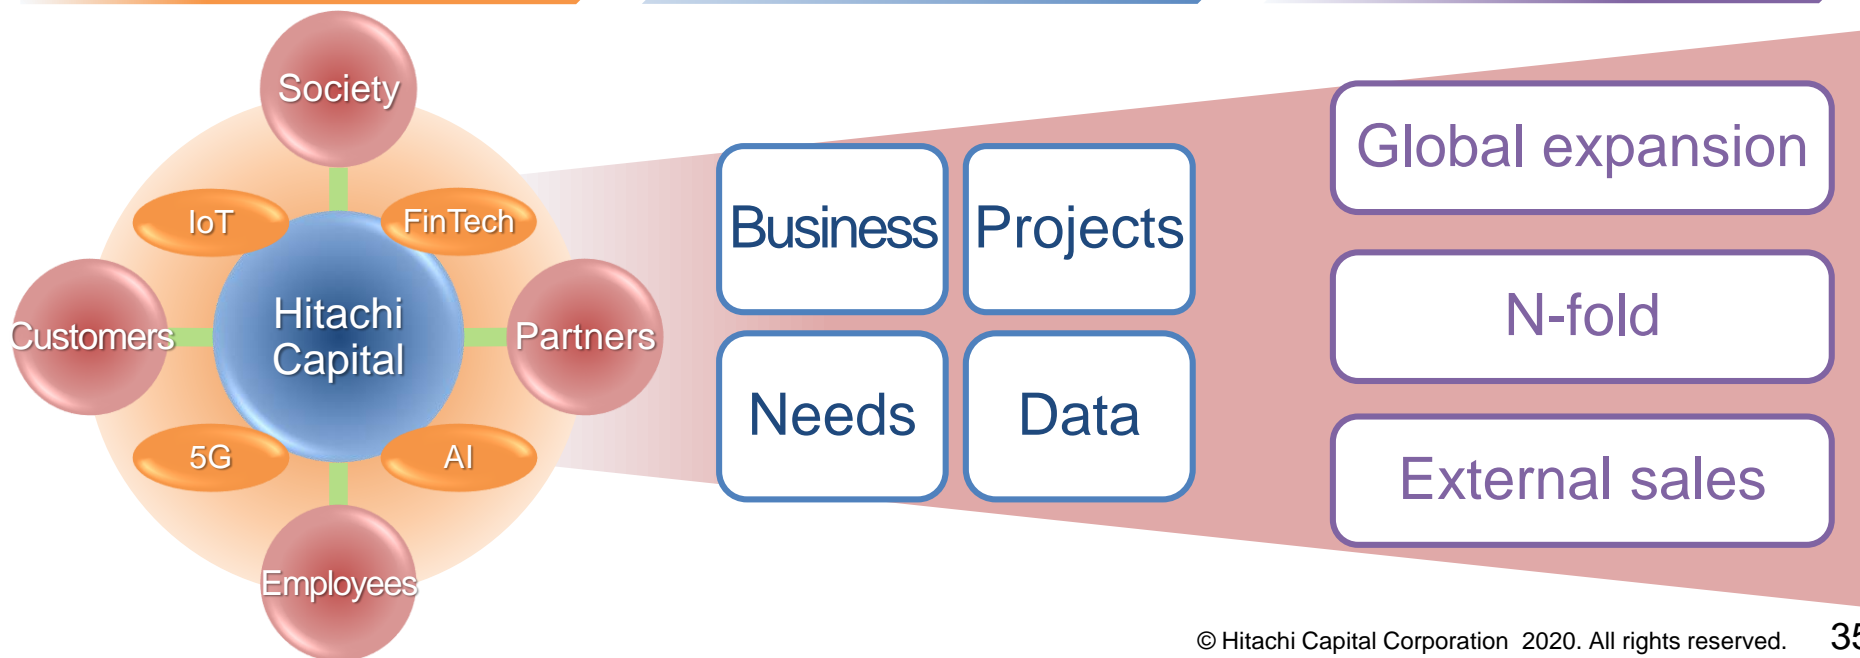 Society
IoT
FinTech
Customers
Hitachi
Capital
Partners
5G
AI
Employees
Business
Projects
Needs
Data
Global expansion
N-fold
External sales
© Hitachi Capital Corporation 2020. All rights reserved.
35